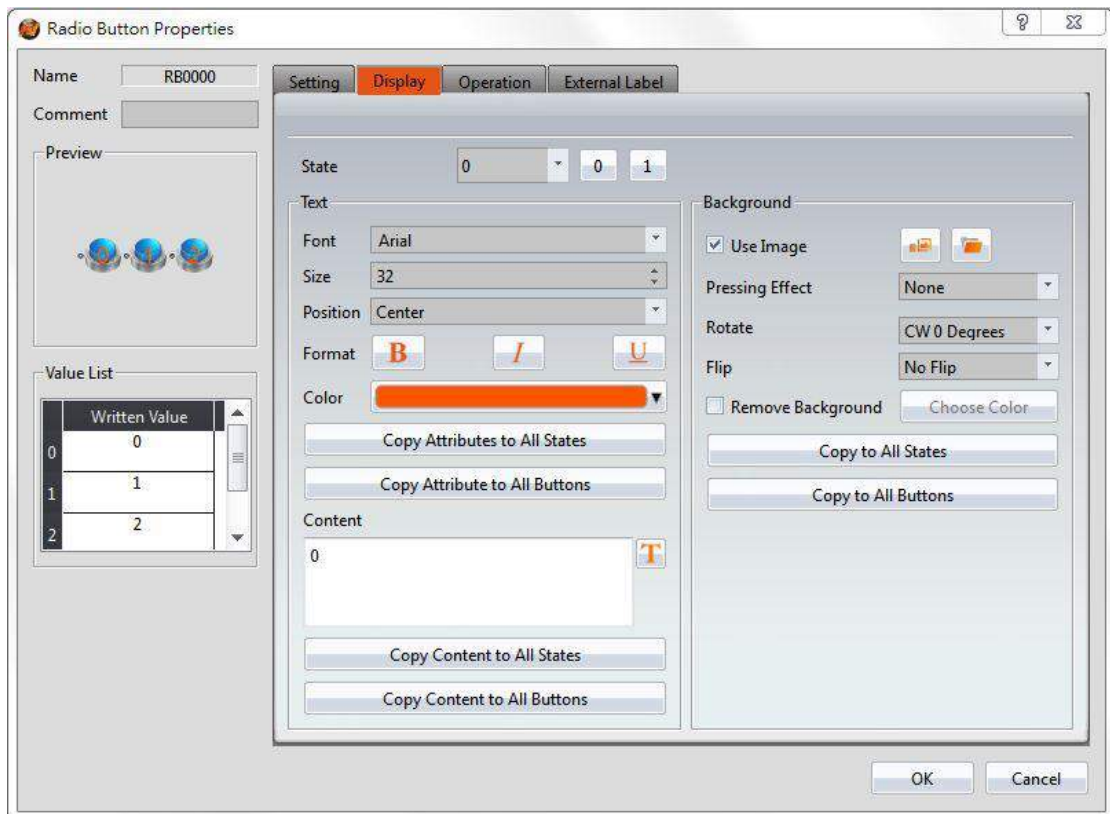 Radio Button Properties
Name RB0000
Comment
Preview
Value List
Written Value
0 0
1 1
2 2
Setting Display Operation External Label
State 0 0 1
Text
Font Arial
Size 32
Position Center
Format B I U
Color
Copy Attributes to All States
Copy Attribute to All Buttons
Content
0 T
Copy Content to All States
Copy Content to All Buttons
Background
Use Image
Pressing Effect None
Rotate CW 0 Degrees
Flip No Flip
Remove Background Choose Color
Copy to All States
Copy to All Buttons
OK Cancel